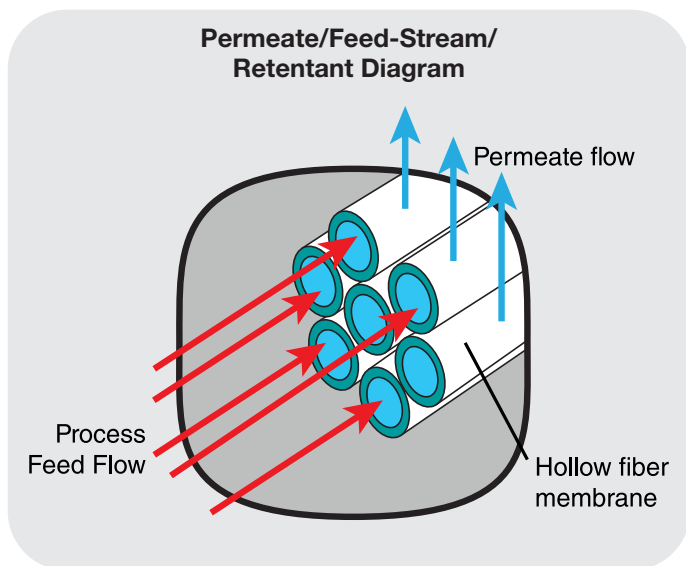 Permeate/Feed-Stream/
Retentant Diagram
Permeate flow
Process
Feed Flow
Hollow fiber
membrane